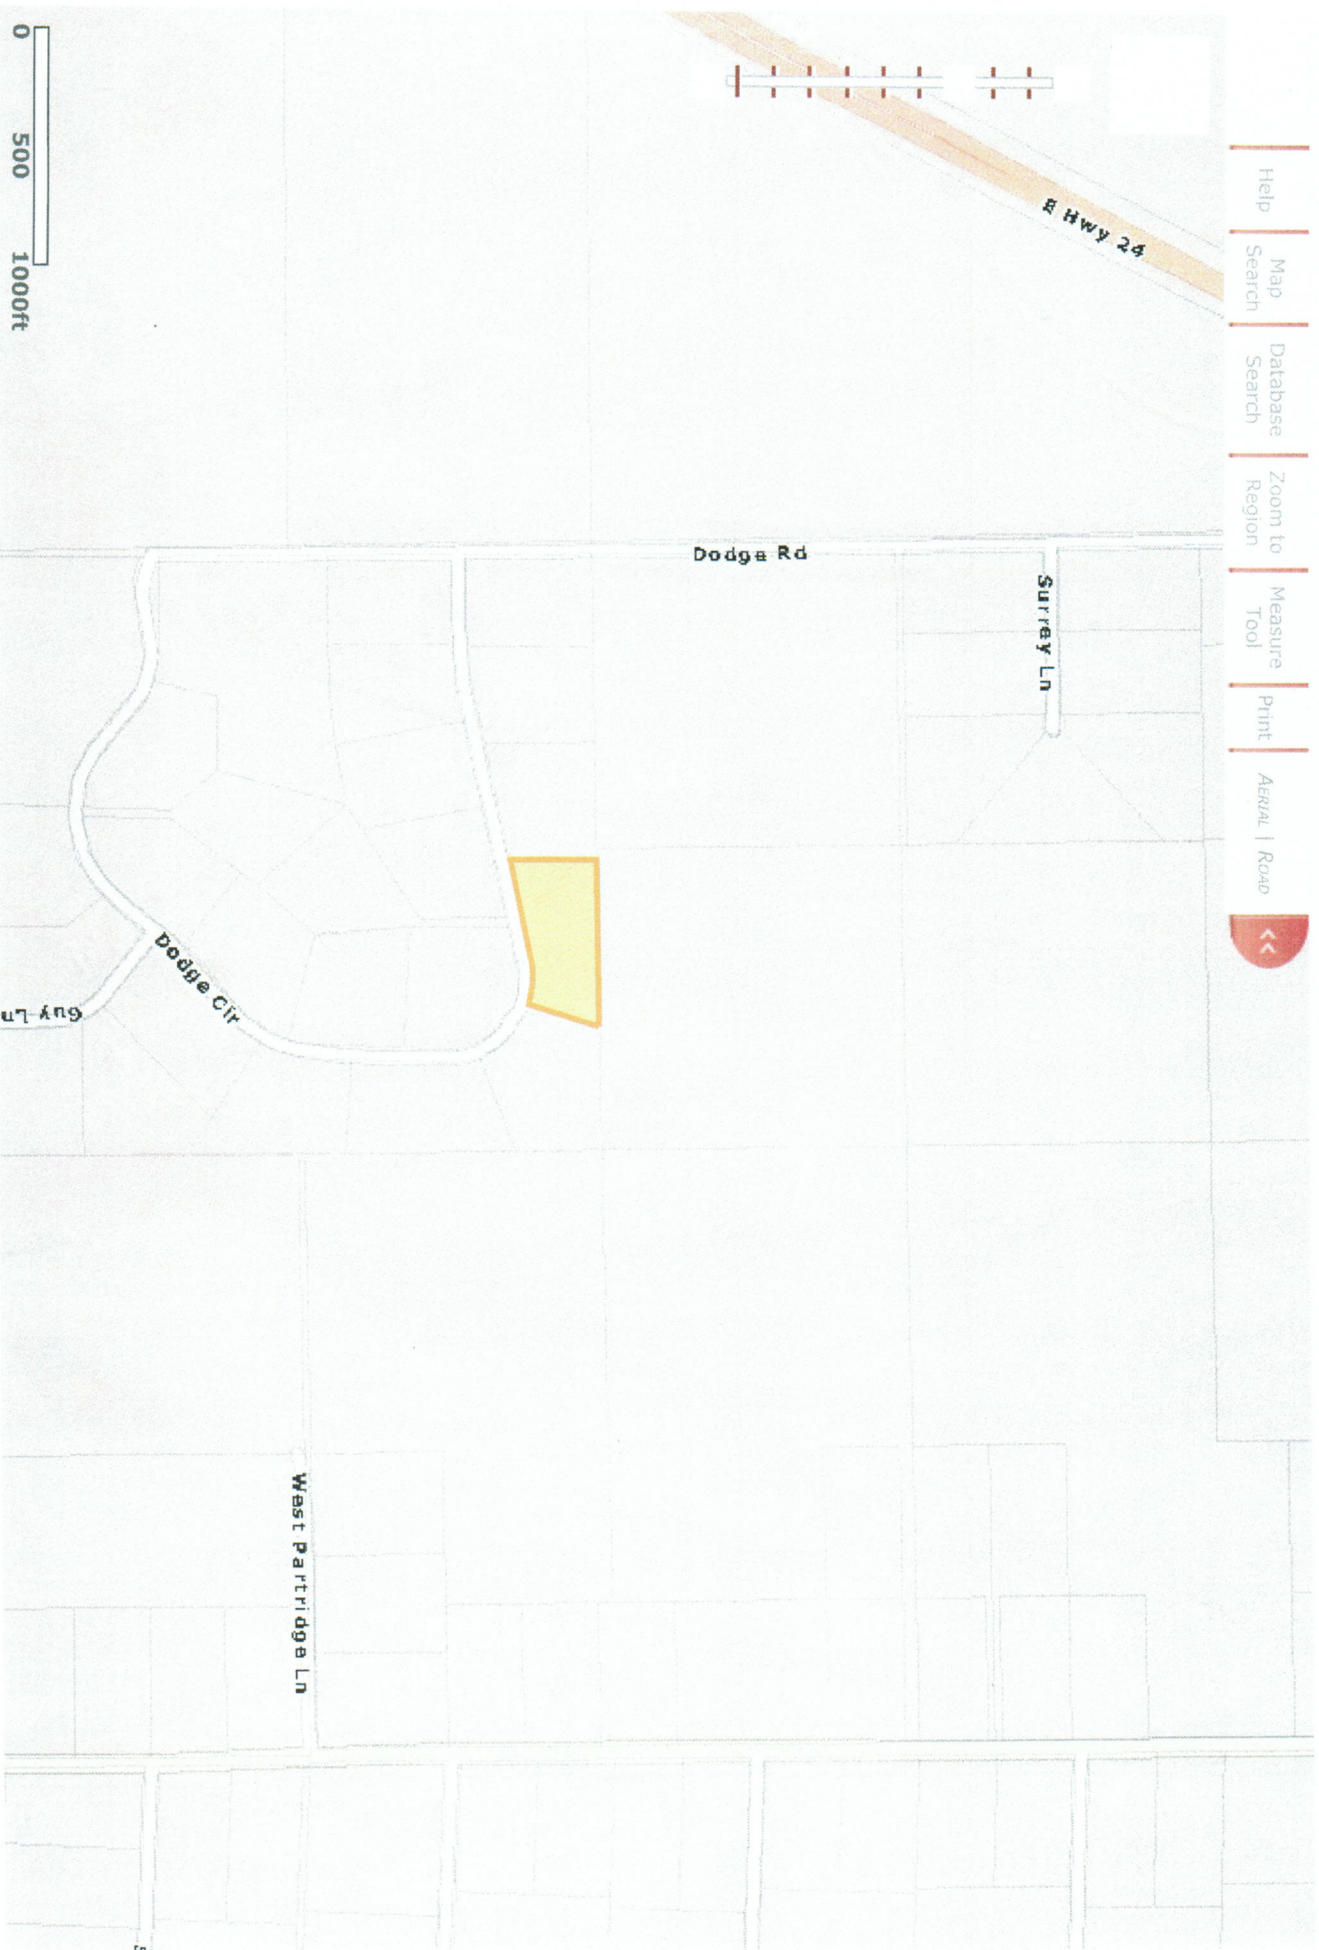 Help
Map
Search
Database
Search
Zoom to
Region
Measure
Tool
Print
AERIAL | ROAD
<<
E Hwy 24
Surrey Ln
Dodge Rd
Dodge Cir
Guy Ln
West Partridge Ln
0 500 1000ft